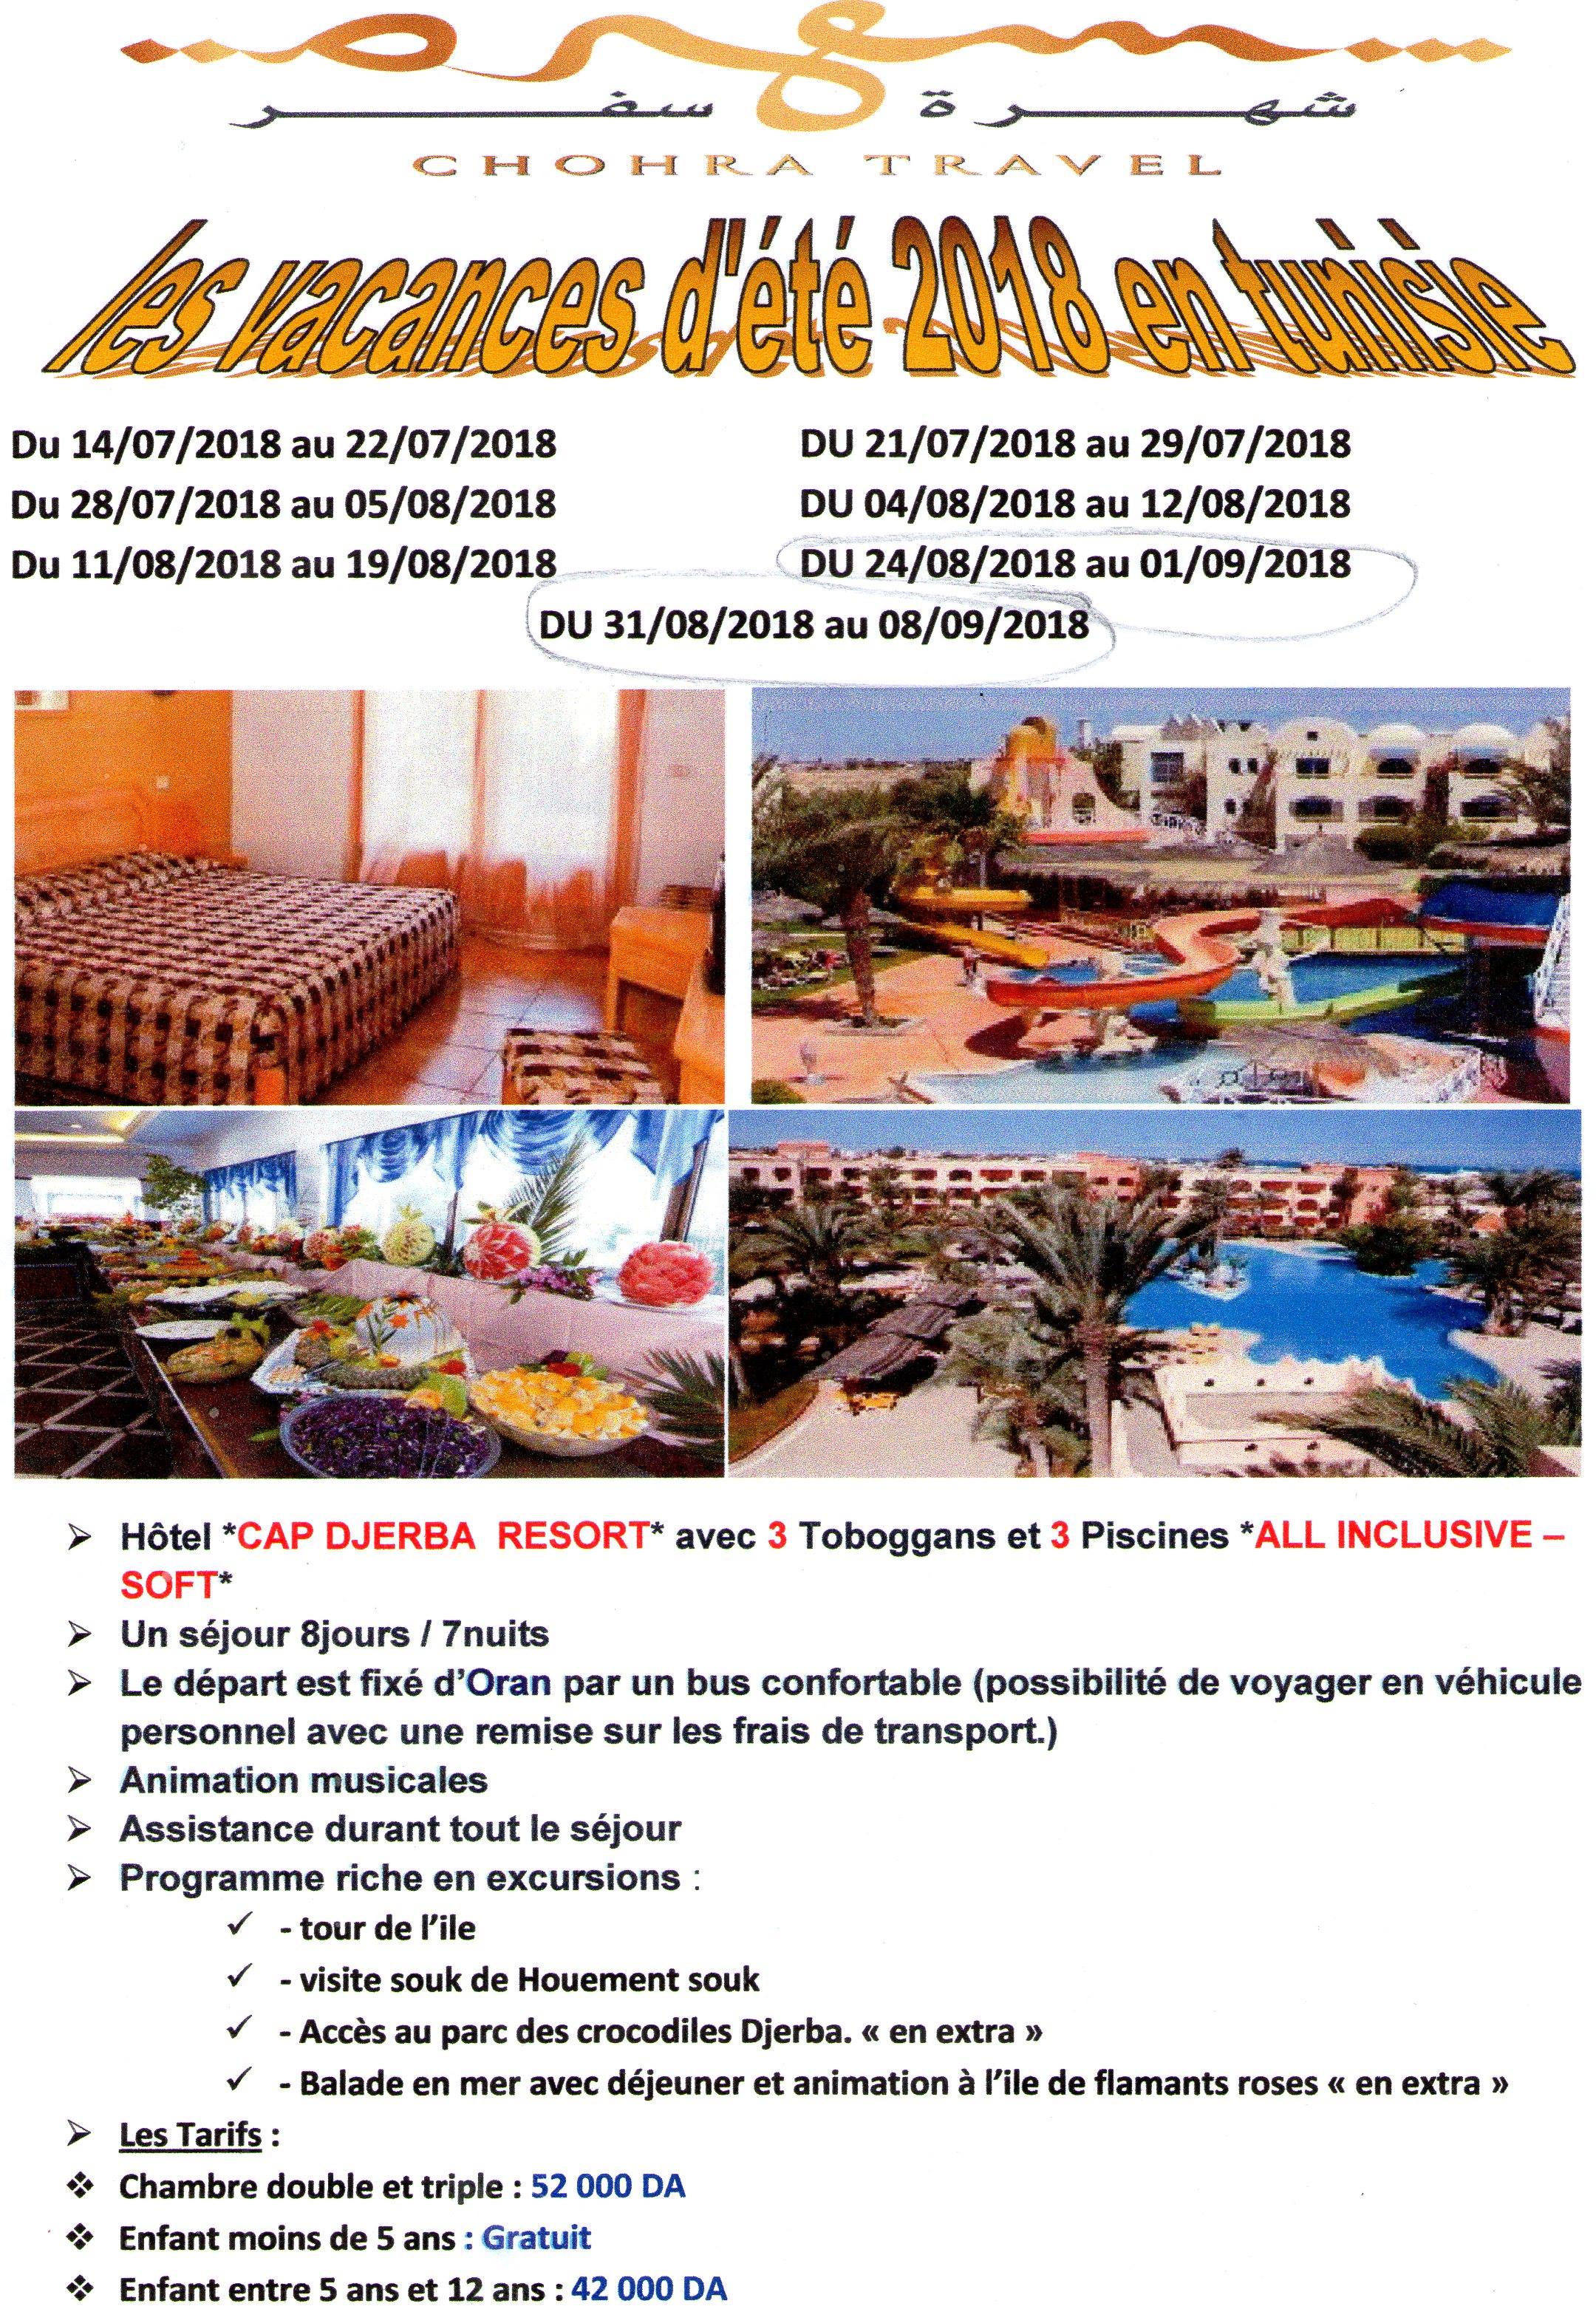 شهرة سفر
CHOHRA TRAVEL
les vacances d'été 2018 en tunisie
Du 14/07/2018 au 22/07/2018
DU 21/07/2018 au 29/07/2018
Du 28/07/2018 au 05/08/2018
DU 04/08/2018 au 12/08/2018
Du 11/08/2018 au 19/08/2018
DU 24/08/2018 au 01/09/2018
DU 31/08/2018 au 08/09/2018
➢ Hôtel *CAP DJERBA RESORT* avec 3 Toboggans et 3 Piscines *ALL INCLUSIVE –
SOFT*
➢ Un séjour 8jours / 7nuits
➢ Le départ est fixé d’Oran par un bus confortable (possibilité de voyager en véhicule
personnel avec une remise sur les frais de transport.)
➢ Animation musicales
➢ Assistance durant tout le séjour
➢ Programme riche en excursions :
✓ - tour de l’ile
✓ - visite souk de Houement souk
✓ - Accès au parc des crocodiles Djerba. « en extra »
✓ - Balade en mer avec déjeuner et animation à l’ile de flamants roses « en extra »
➢ Les Tarifs :
❖ Chambre double et triple : 52 000 DA
❖ Enfant moins de 5 ans : Gratuit
❖ Enfant entre 5 ans et 12 ans : 42 000 DA